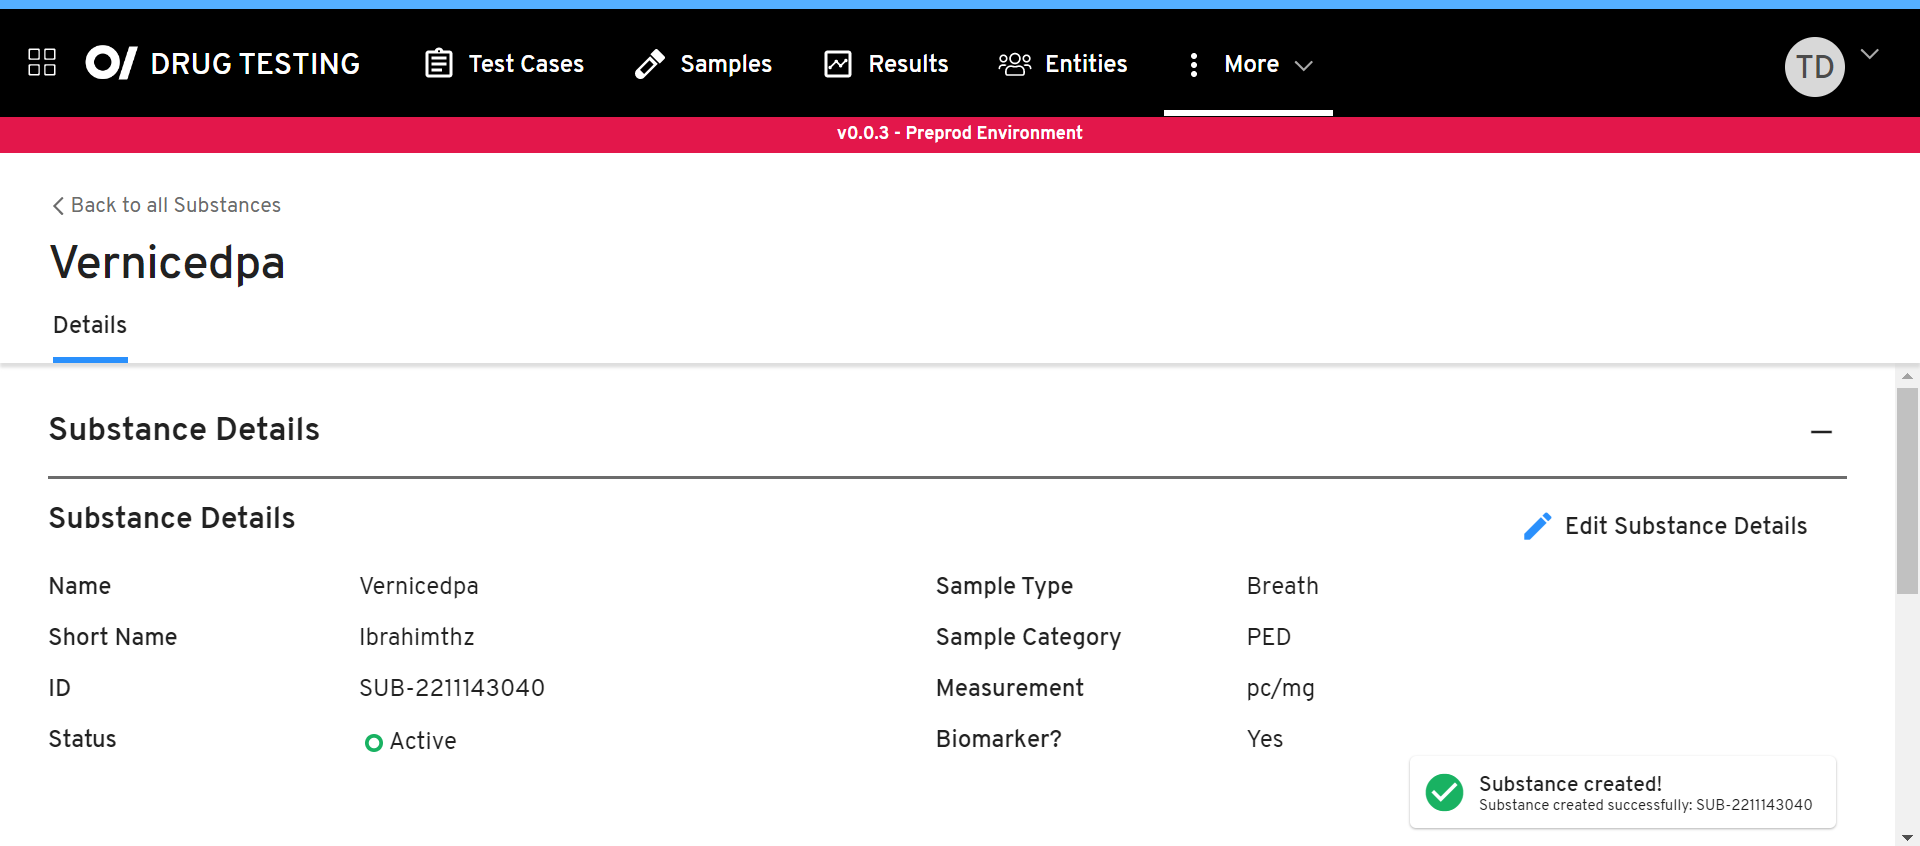 DRUG TESTING Test Cases Samples Results Entities More TD
v0.0.3 - Preprod Environment
Back to all Substances
Vernicedpa
Details
Substance Details
Substance Details Edit Substance Details
Name Vernicedpa Sample Type Breath
Short Name Ibrahimthz Sample Category PED
ID SUB-2211143040 Measurement pc/mg
Status Active Biomarker? Yes
Substance created!
Substance created successfully: SUB-2211143040